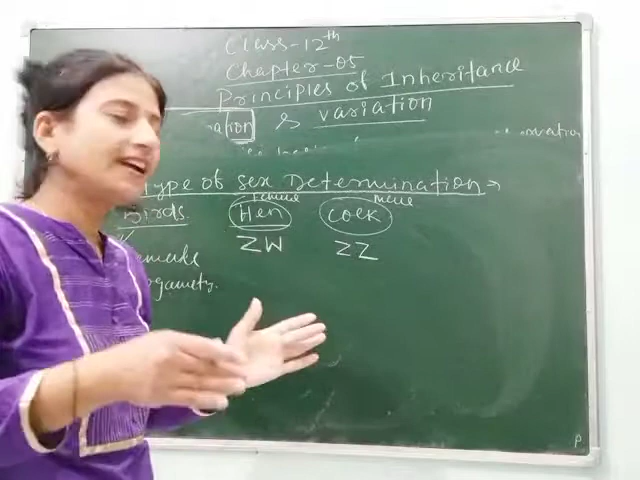 Class-12th
Chapter-05
Principles of Inheritance
& variation
Type of Sex Determination →
Female male
Birds. Hen Cock
ZW ZZ